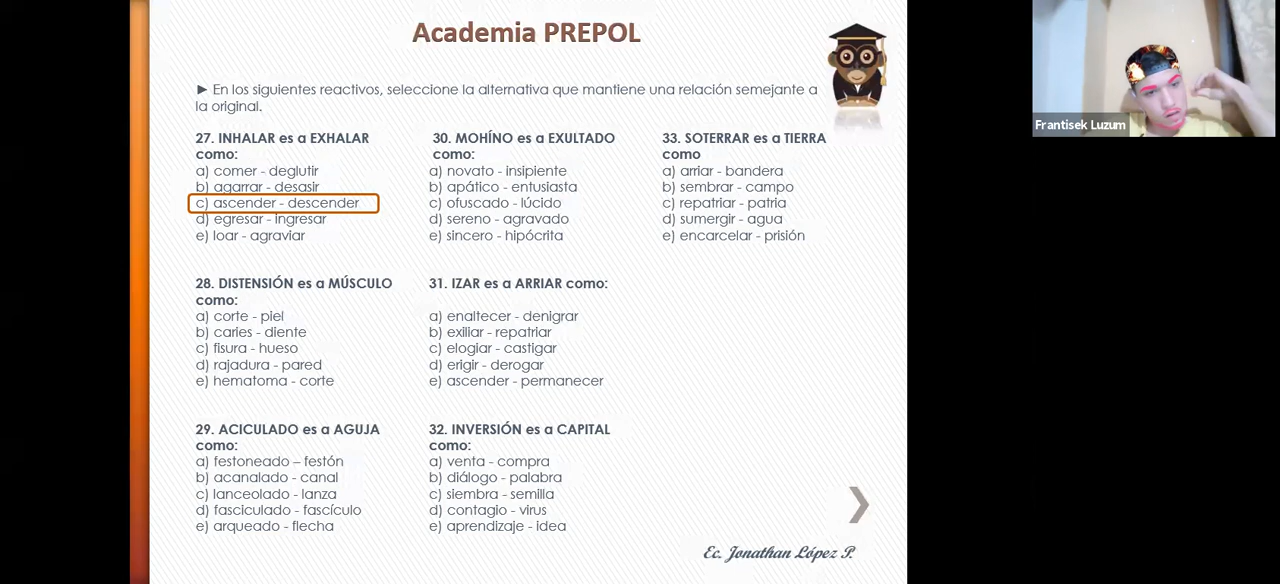 Academia PREPOL
► En los siguientes reactivos, seleccione la alternativa que mantiene una relación semejante a
la original.
27. INHALAR es a EXHALAR
como:
a) comer - deglutir
b) agarrar - desasir
c) ascender - descender
d) egresar - ingresar
e) loar - agraviar
28. DISTENSIÓN es a MÚSCULO
como:
a) corte - piel
b) caries - diente
c) fisura - hueso
d) rajadura - pared
e) hematoma - corte
29. ACICULADO es a AGUJA
como:
a) festoneado – festón
b) acanalado - canal
c) lanceolado - lanza
d) fasciculado - fascículo
e) arqueado - flecha
30. MOHÍNO es a EXULTADO
como:
a) novato - insipiente
b) apático - entusiasta
c) ofuscado - lúcido
d) sereno - agravado
e) sincero - hipócrita
31. IZAR es a ARRIAR como:
a) enaltecer - denigrar
b) exiliar - repatriar
c) elogiar - castigar
d) erigir - derogar
e) ascender - permanecer
32. INVERSIÓN es a CAPITAL
como:
a) venta - compra
b) diálogo - palabra
c) siembra - semilla
d) contagio - virus
e) aprendizaje - idea
33. SOTERRAR es a TIERRA
como
a) arriar - bandera
b) sembrar - campo
c) repatriar - patria
d) sumergir - agua
e) encarcelar - prisión
Ec. Jonathan López P.
Frantisek Luzum